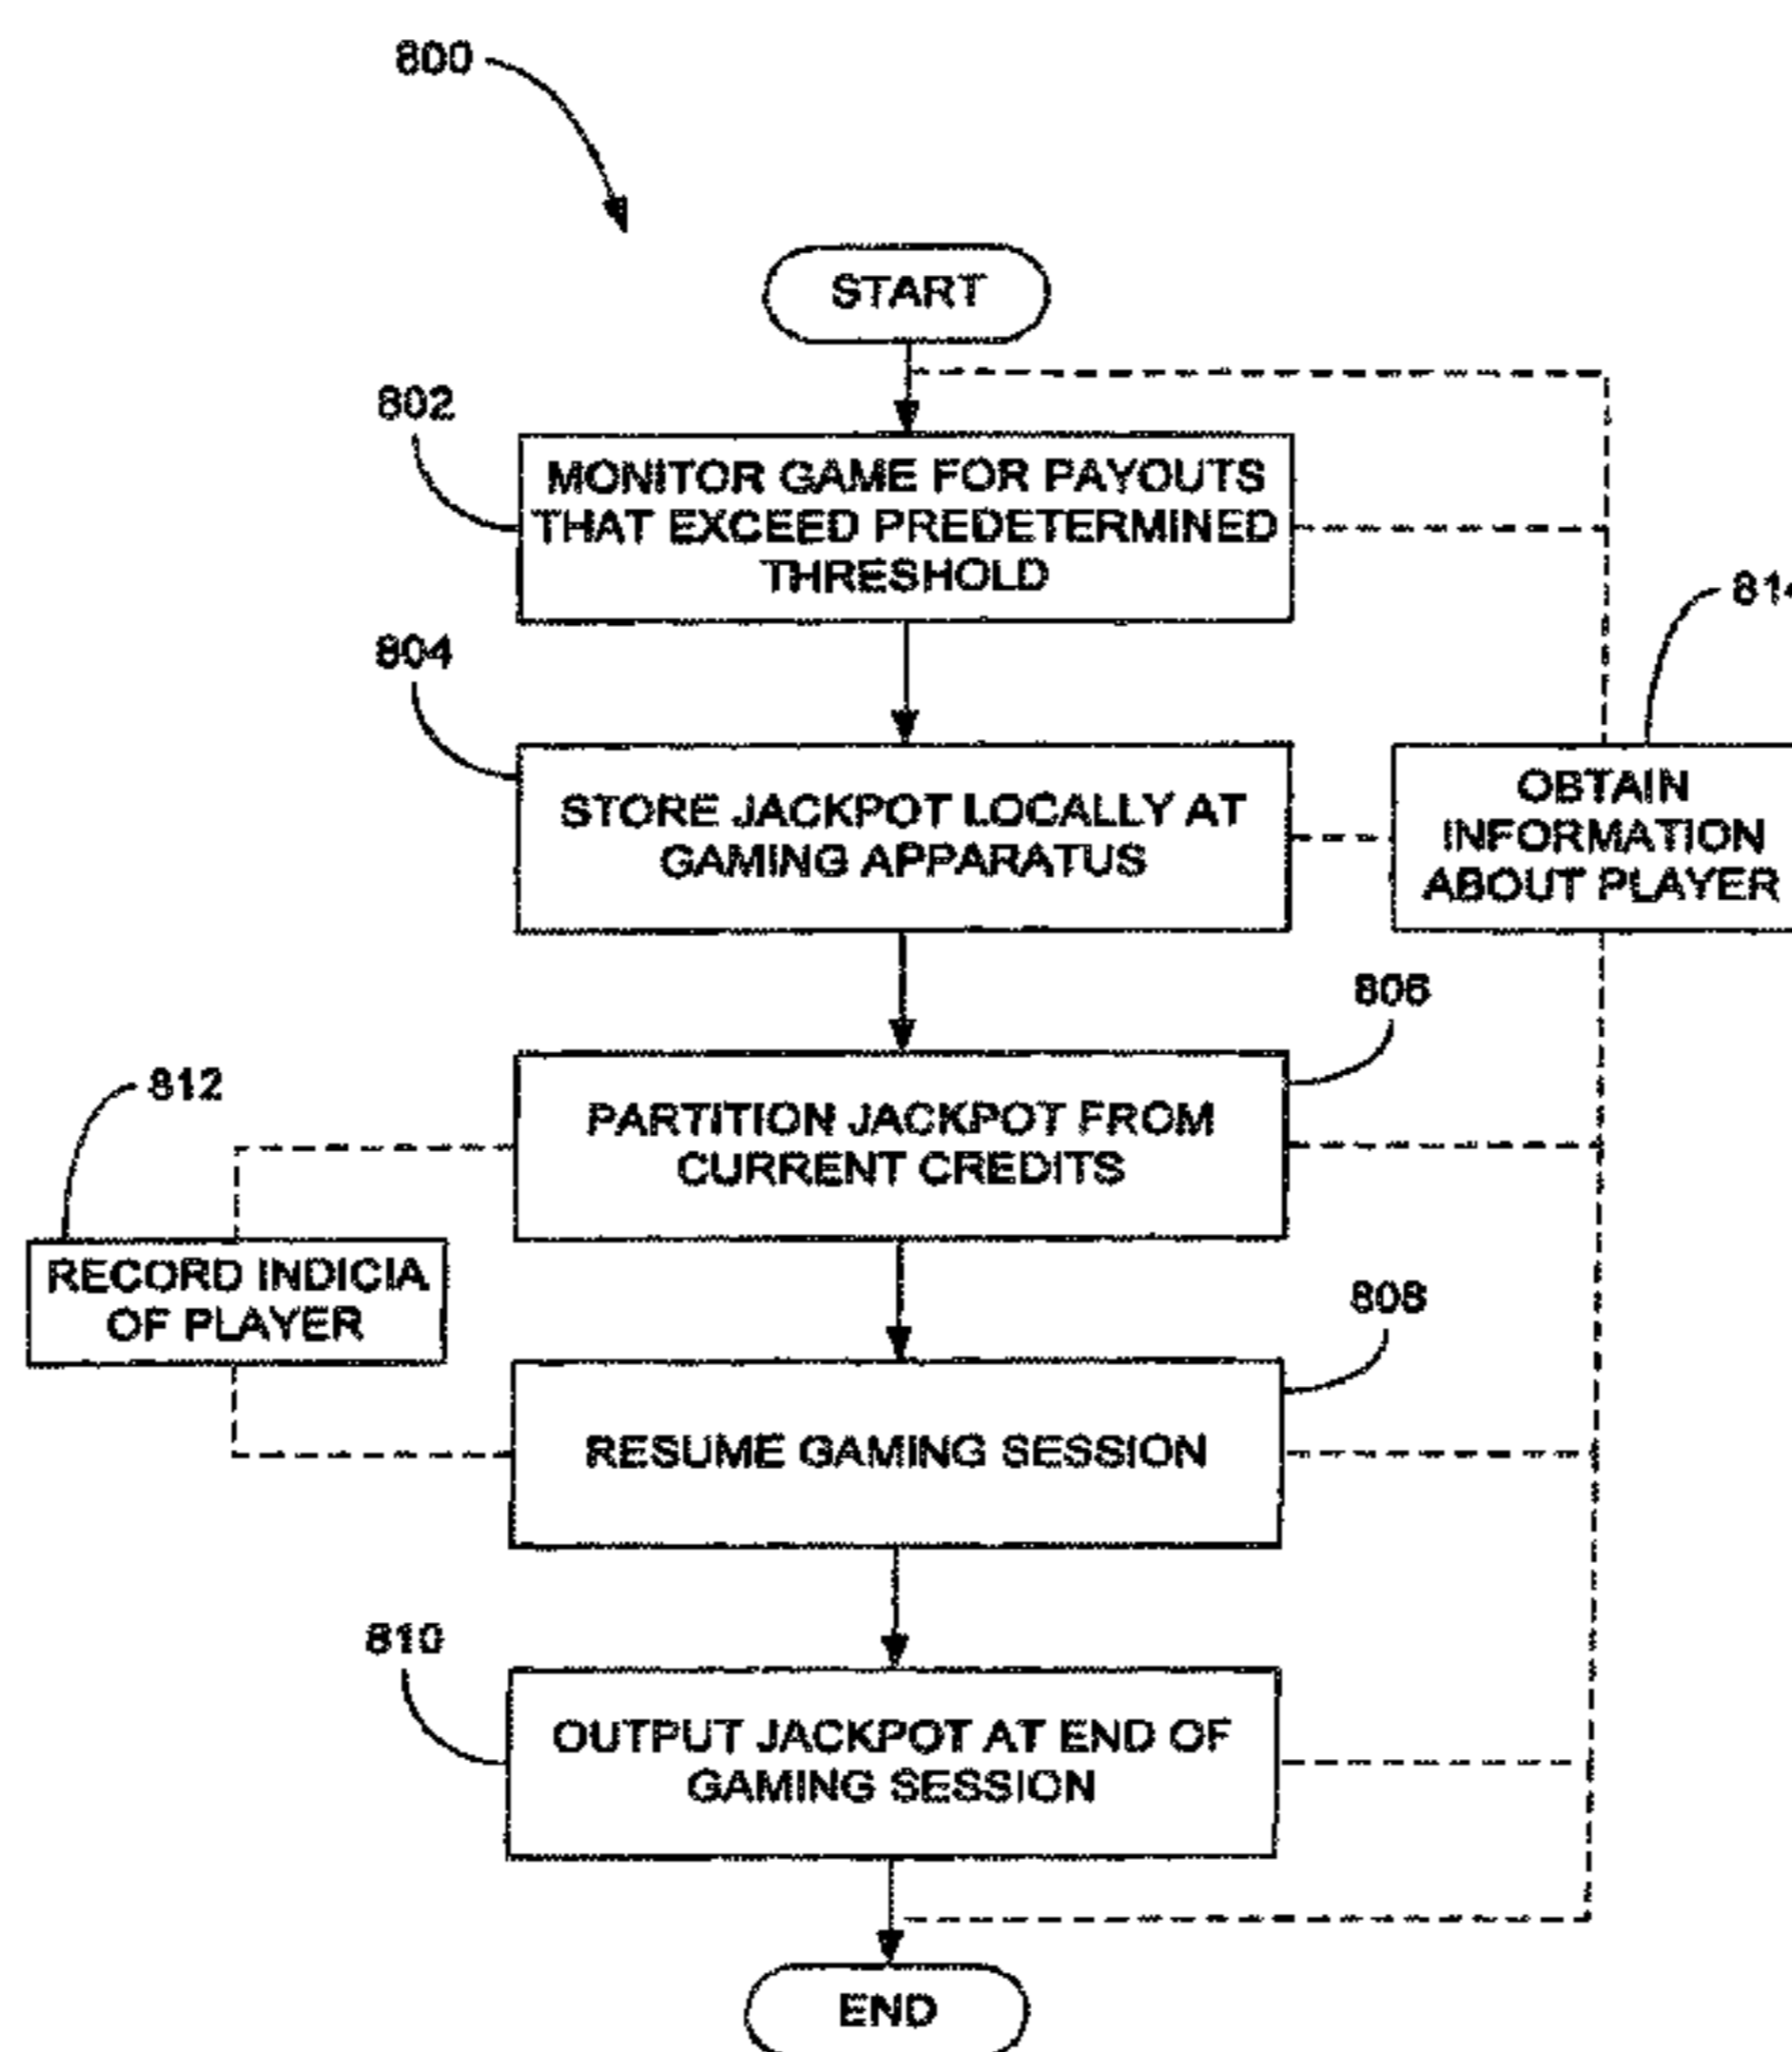 800
START
802
MONITOR GAME FOR PAYOUTS
THAT EXCEED PREDETERMINED
THRESHOLD
804
STORE JACKPOT LOCALLY AT
GAMING APPARATUS
814
OBTAIN
INFORMATION
ABOUT PLAYER
806
PARTITION JACKPOT FROM
CURRENT CREDITS
812
RECORD INDICIA
OF PLAYER
808
RESUME GAMING SESSION
810
OUTPUT JACKPOT AT END OF
GAMING SESSION
END